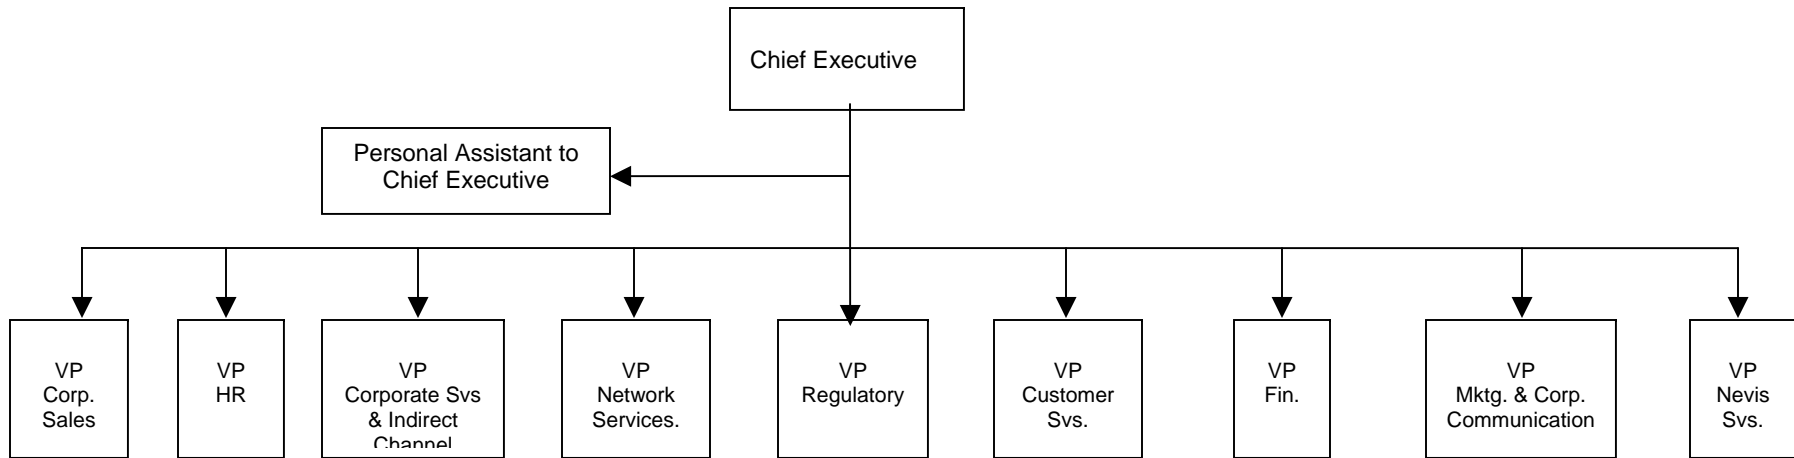 Chief Executive
Personal Assistant to
Chief Executive
VP
Corp.
Sales
VP
HR
VP
Corporate Svs
& Indirect
Channel
VP
Network
Services.
VP
Regulatory
VP
Customer
Svs.
VP
Fin.
VP
Mktg. & Corp.
Communication
VP
Nevis
Svs.